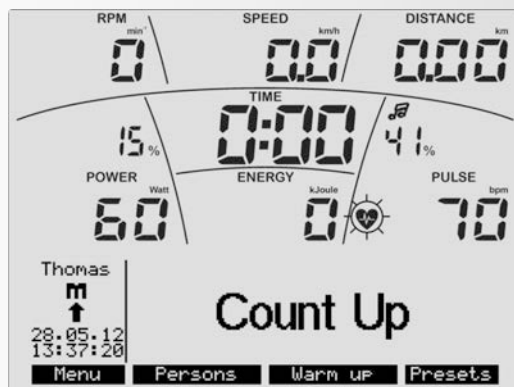 RPM SPEED DISTANCE
min⁻ km/h km
0 0.0 0.00
TIME
15% 0:00 41%
POWER ENERGY PULSE
Watt kJoule bpm
60 0 70
Thomas
m
28.05.12
13:37:20
Count Up
Menu Persons Warm up Presets